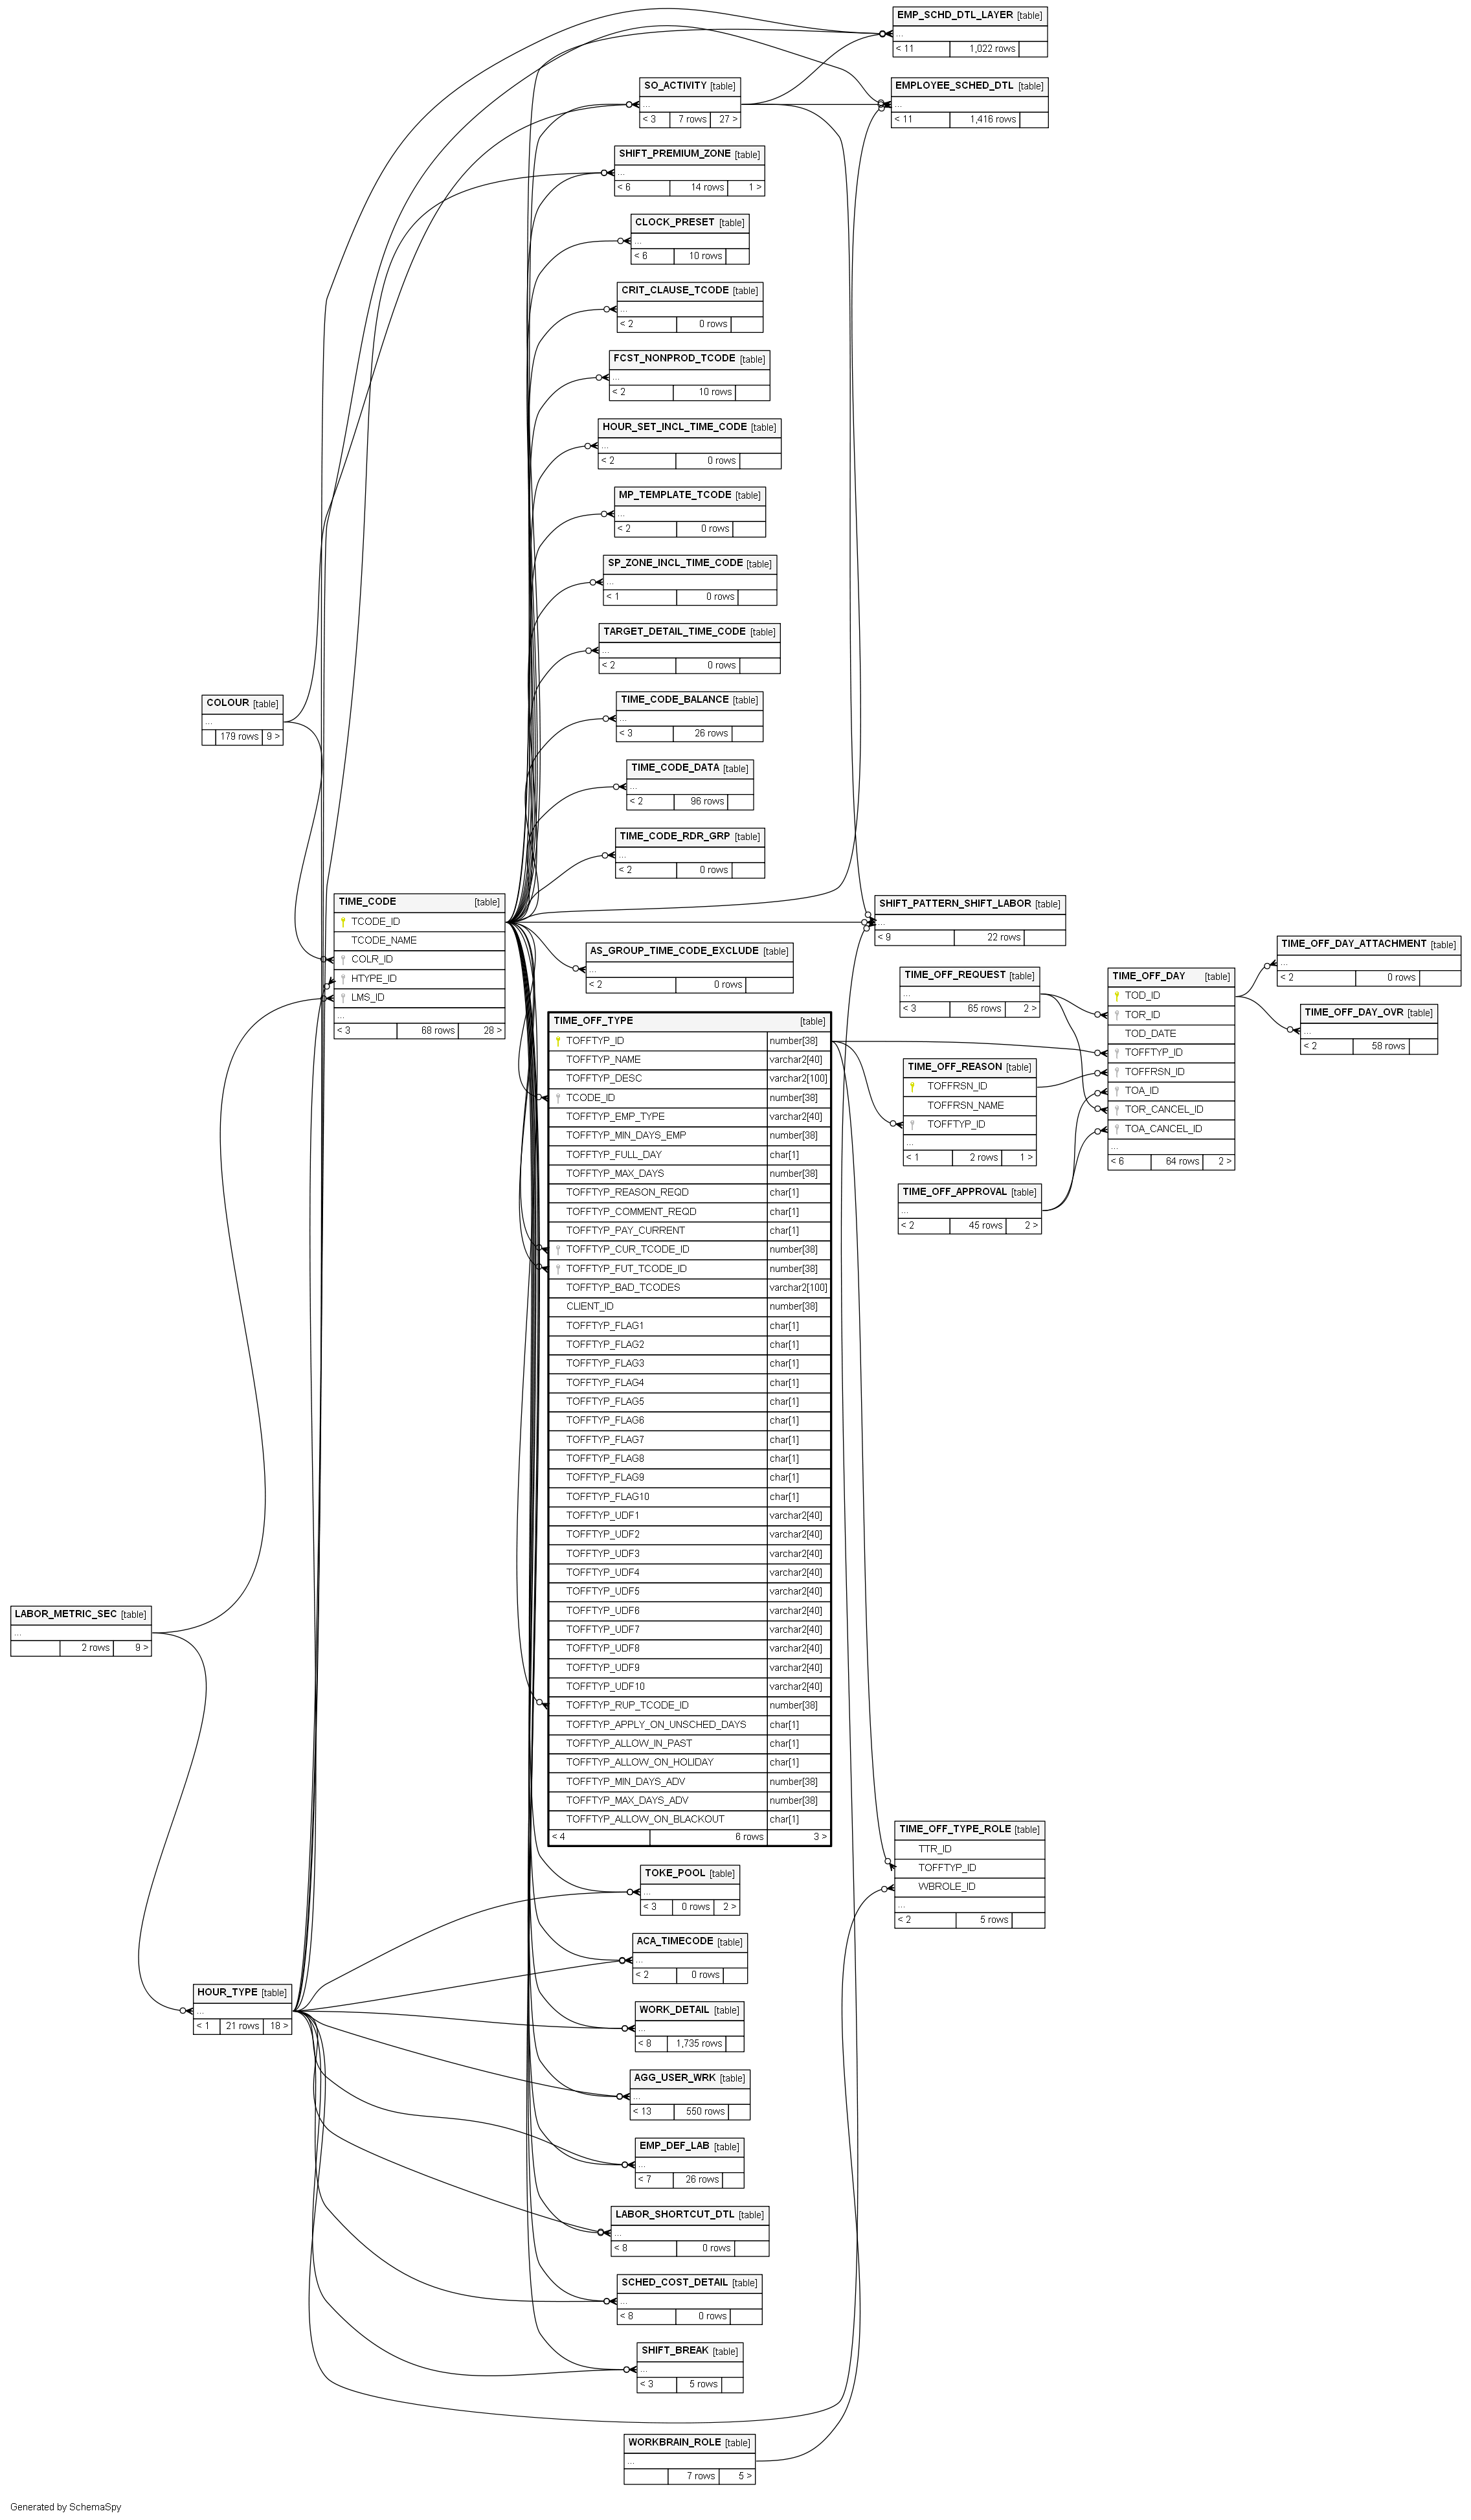 EMP_SCHD_DTL_LAYER [table]
...
< 11 1,022 rows
EMPLOYEE_SCHED_DTL [table]
...
< 11 1,416 rows
SO_ACTIVITY [table]
...
< 3 7 rows 27 >
SHIFT_PREMIUM_ZONE [table]
...
< 6 14 rows 1 >
CLOCK_PRESET [table]
...
< 6 10 rows
CRIT_CLAUSE_TCODE [table]
...
< 2 0 rows
FCST_NONPROD_TCODE [table]
...
< 2 10 rows
HOUR_SET_INCL_TIME_CODE [table]
...
< 2 0 rows
MP_TEMPLATE_TCODE [table]
...
< 2 0 rows
SP_ZONE_INCL_TIME_CODE [table]
...
< 1 0 rows
TARGET_DETAIL_TIME_CODE [table]
...
< 2 0 rows
TIME_CODE_BALANCE [table]
...
< 3 26 rows
TIME_CODE_DATA [table]
...
< 2 96 rows
TIME_CODE_RDR_GRP [table]
...
< 2 0 rows
COLOUR [table]
...
179 rows 9 >
TIME_CODE [table]
TCODE_ID
TCODE_NAME
COLR_ID
HTYPE_ID
LMS_ID
...
< 3 68 rows 28 >
AS_GROUP_TIME_CODE_EXCLUDE [table]
...
< 2 0 rows
SHIFT_PATTERN_SHIFT_LABOR [table]
...
< 9 22 rows
TIME_OFF_REQUEST [table]
...
< 3 65 rows 2 >
TIME_OFF_REASON [table]
TOFFRSN_ID
TOFFRSN_NAME
TOFFTYP_ID
...
< 1 2 rows 1 >
TIME_OFF_APPROVAL [table]
...
< 2 45 rows 2 >
TIME_OFF_DAY [table]
TOD_ID
TOR_ID
TOD_DATE
TOFFTYP_ID
TOFFRSN_ID
TOA_ID
TOR_CANCEL_ID
TOA_CANCEL_ID
...
< 6 64 rows 2 >
TIME_OFF_DAY_ATTACHMENT [table]
...
< 2 0 rows
TIME_OFF_DAY_OVR [table]
...
< 2 58 rows
TIME_OFF_TYPE [table]
TOFFTYP_ID number[38]
TOFFTYP_NAME varchar2[40]
TOFFTYP_DESC varchar2[100]
TCODE_ID number[38]
TOFFTYP_EMP_TYPE varchar2[40]
TOFFTYP_MIN_DAYS_EMP number[38]
TOFFTYP_FULL_DAY char[1]
TOFFTYP_MAX_DAYS number[38]
TOFFTYP_REASON_REQD char[1]
TOFFTYP_COMMENT_REQD char[1]
TOFFTYP_PAY_CURRENT char[1]
TOFFTYP_CUR_TCODE_ID number[38]
TOFFTYP_FUT_TCODE_ID number[38]
TOFFTYP_BAD_TCODES varchar2[100]
CLIENT_ID number[38]
TOFFTYP_FLAG1 char[1]
TOFFTYP_FLAG2 char[1]
TOFFTYP_FLAG3 char[1]
TOFFTYP_FLAG4 char[1]
TOFFTYP_FLAG5 char[1]
TOFFTYP_FLAG6 char[1]
TOFFTYP_FLAG7 char[1]
TOFFTYP_FLAG8 char[1]
TOFFTYP_FLAG9 char[1]
TOFFTYP_FLAG10 char[1]
TOFFTYP_UDF1 varchar2[40]
TOFFTYP_UDF2 varchar2[40]
TOFFTYP_UDF3 varchar2[40]
TOFFTYP_UDF4 varchar2[40]
TOFFTYP_UDF5 varchar2[40]
TOFFTYP_UDF6 varchar2[40]
TOFFTYP_UDF7 varchar2[40]
TOFFTYP_UDF8 varchar2[40]
TOFFTYP_UDF9 varchar2[40]
TOFFTYP_UDF10 varchar2[40]
TOFFTYP_RUP_TCODE_ID number[38]
TOFFTYP_APPLY_ON_UNSCHED_DAYS char[1]
TOFFTYP_ALLOW_IN_PAST char[1]
TOFFTYP_ALLOW_ON_HOLIDAY char[1]
TOFFTYP_MIN_DAYS_ADV number[38]
TOFFTYP_MAX_DAYS_ADV number[38]
TOFFTYP_ALLOW_ON_BLACKOUT char[1]
< 4 6 rows 3 >
LABOR_METRIC_SEC [table]
...
2 rows 9 >
TIME_OFF_TYPE_ROLE [table]
TTR_ID
TOFFTYP_ID
WBROLE_ID
...
< 2 5 rows
TOKE_POOL [table]
...
< 3 0 rows 2 >
ACA_TIMECODE [table]
...
< 2 0 rows
HOUR_TYPE [table]
...
< 1 21 rows 18 >
WORK_DETAIL [table]
...
< 8 1,735 rows
AGG_USER_WRK [table]
...
< 13 550 rows
EMP_DEF_LAB [table]
...
< 7 26 rows
LABOR_SHORTCUT_DTL [table]
...
< 8 0 rows
SCHED_COST_DETAIL [table]
...
< 8 0 rows
SHIFT_BREAK [table]
...
< 3 5 rows
WORKBRAIN_ROLE [table]
...
7 rows 5 >
Generated by SchemaSpy